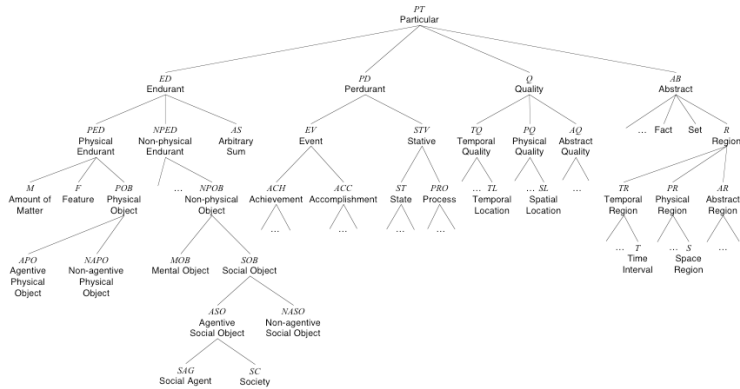 PT
Particular
ED PD Q AB
Endurant Perdurant Quality Abstract
PED NPED AS EV STV TQ PQ AQ … Fact Set R
Physical Non-physical Arbitrary Event Stative Temporal Physical Abstract Region
Endurant Endurant Sum Quality Quality Quality
M F POB … NPOB ACH ACC ST PRO … TL … SL … TR PR AR
Amount of Feature Physical Non-physical Achievement Accomplishment State Process Temporal Spatial Temporal Physical Abstract
Matter Object Object Location Location Region Region Region
… … … …
APO NAPO MOB SOB … T … S …
Agentive Non-agentive Mental Object Social Object Time Space
Physical Physical Interval Region
Object Object
ASO NASO
Agentive Non-agentive
Social Object Social Object
SAG SC
Social Agent Society